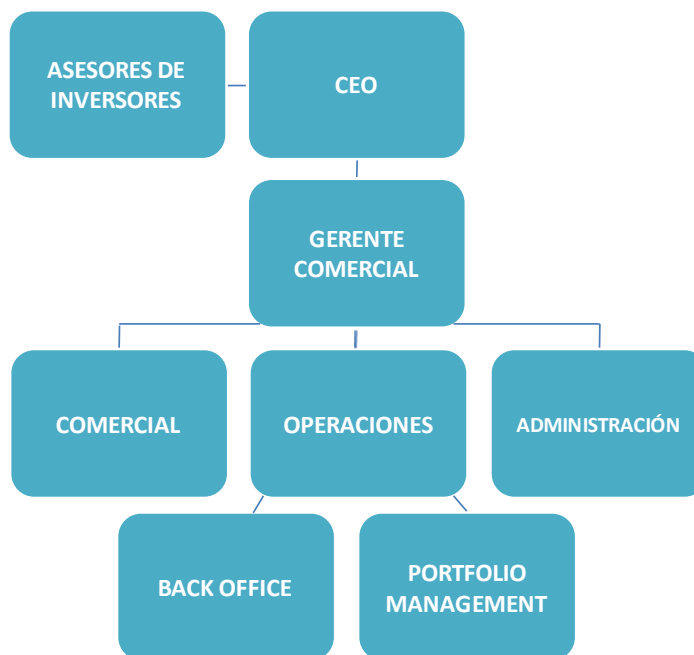 ASESORES DE
INVERSORES
CEO
GERENTE
COMERCIAL
COMERCIAL
OPERACIONES
ADMINISTRACIÓN
BACK OFFICE
PORTFOLIO
MANAGEMENT